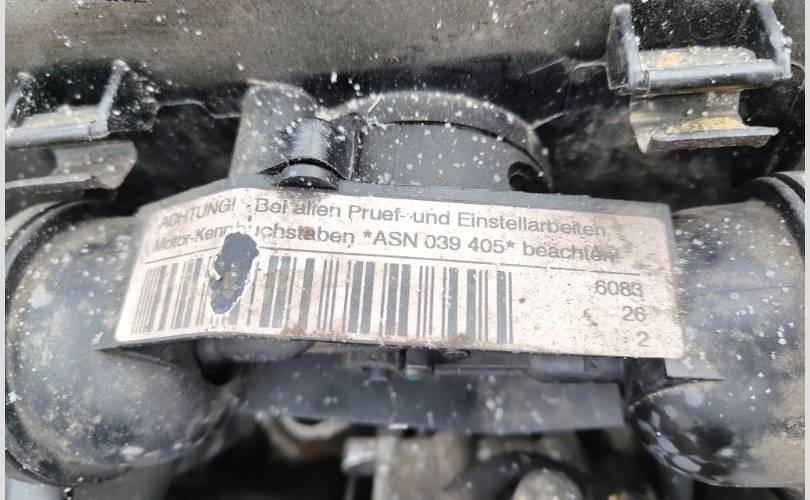 ACHTUNG! Bei allen Pruef- und Einstellarbeiten
Motor-Kennbuchstaben *ASN 039 405* beachten!
6083
26
2